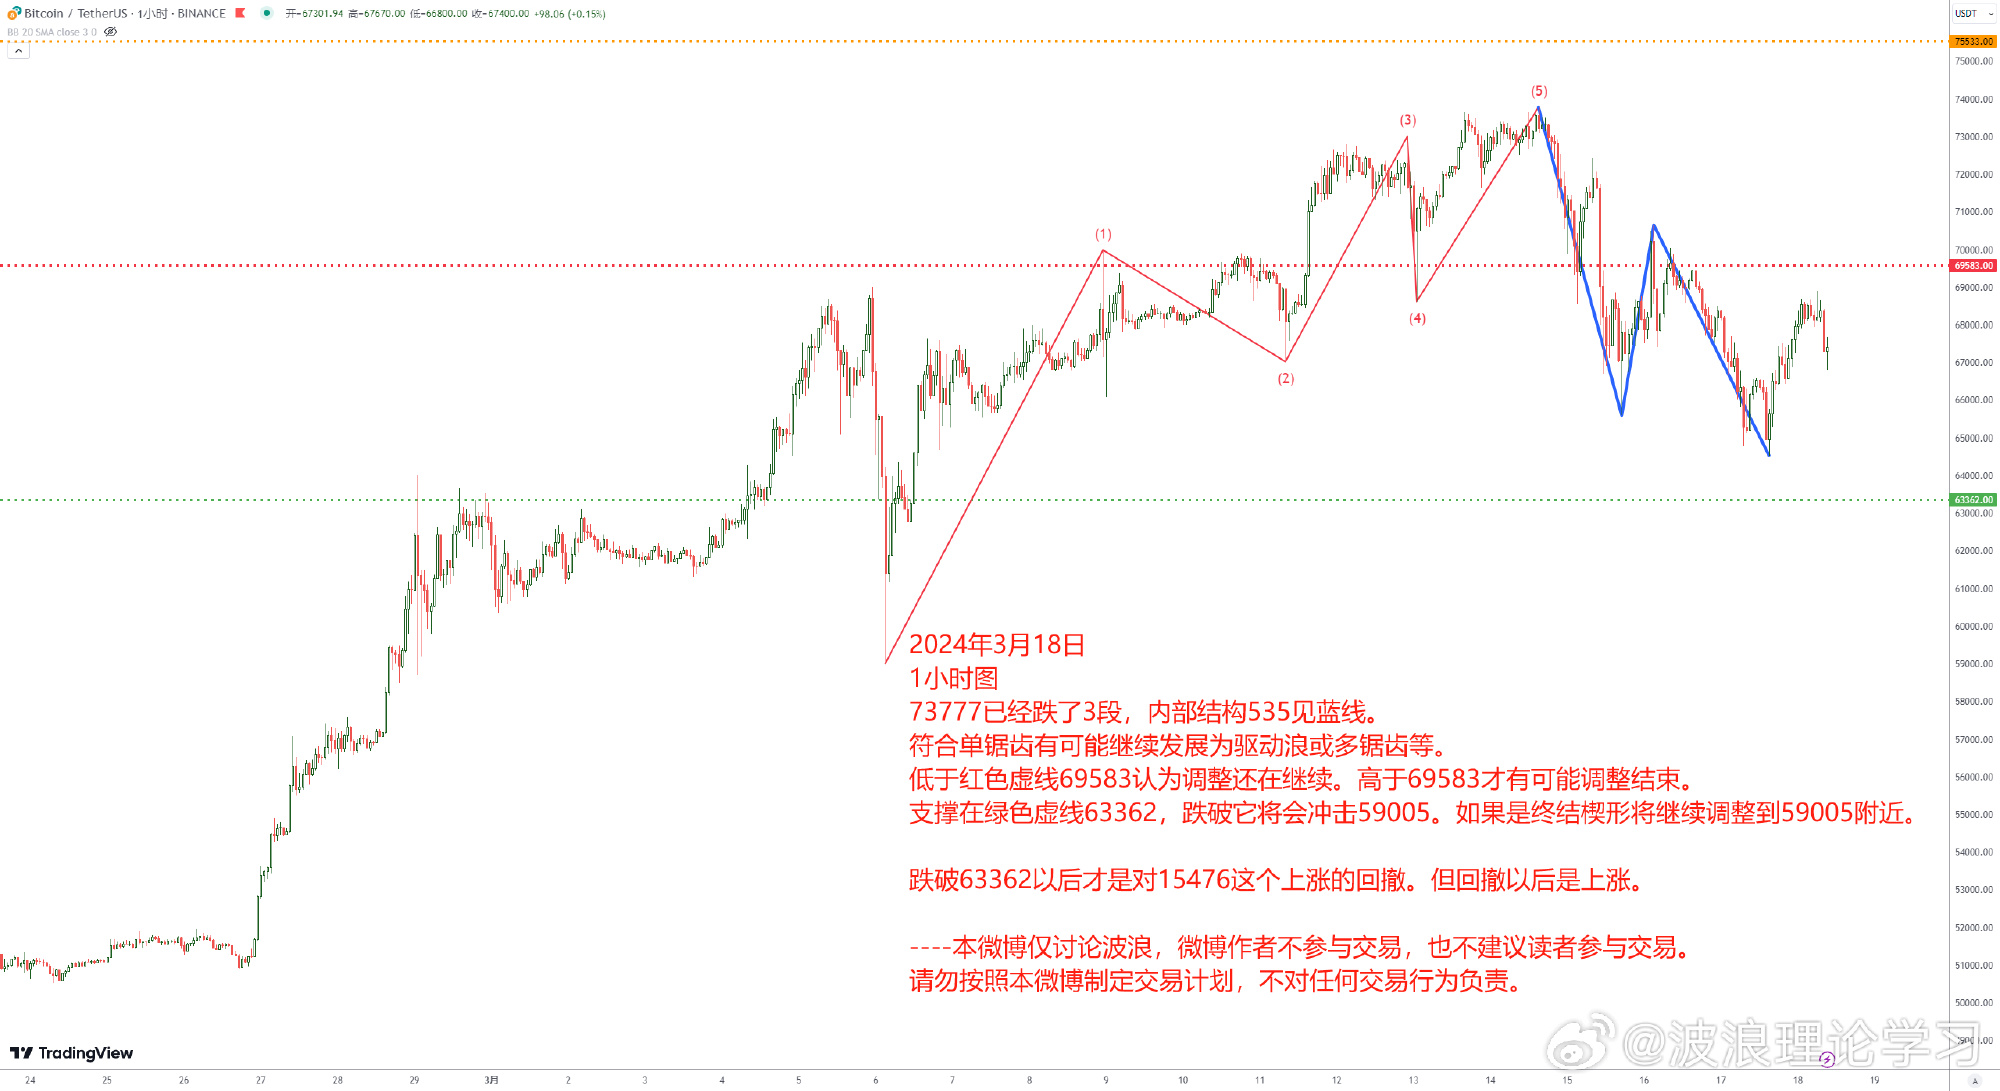 Bitcoin / TetherUS · 1小时 · BINANCE 开=67301.94 高=67670.00 低=66800.00 收=67400.00 +98.06 (+0.15%)
BB 20 SMA close 3 0
USDT
75533.00
75000.00
74000.00
73000.00
72000.00
71000.00
70000.00
69583.00
69000.00
68000.00
67000.00
66000.00
65000.00
64000.00
63362.00
63000.00
62000.00
61000.00
60000.00
59000.00
58000.00
57000.00
56000.00
55000.00
54000.00
53000.00
52000.00
51000.00
50000.00
(5)
(3)
(1)
(4)
(2)
2024年3月18日
1小时图
73777已经跌了3段，内部结构535见蓝线。
符合单锯齿有可能继续发展为驱动浪或多锯齿等。
低于红色虚线69583认为调整还在继续。高于69583才有可能调整结束。
支撑在绿色虚线63362，跌破它将会冲击59005。如果是终结楔形将继续调整到59005附近。
跌破63362以后才是对15476这个上涨的回撤。但回撤以后是上涨。
----本微博仅讨论波浪，微博作者不参与交易，也不建议读者参与交易。
请勿按照本微博制定交易计划，不对任何交易行为负责。
@波浪理论学习
TradingView
24 25 26 27 28 29 3月 2 3 4 5 6 7 8 9 10 11 12 13 14 15 16 17 18 19
A